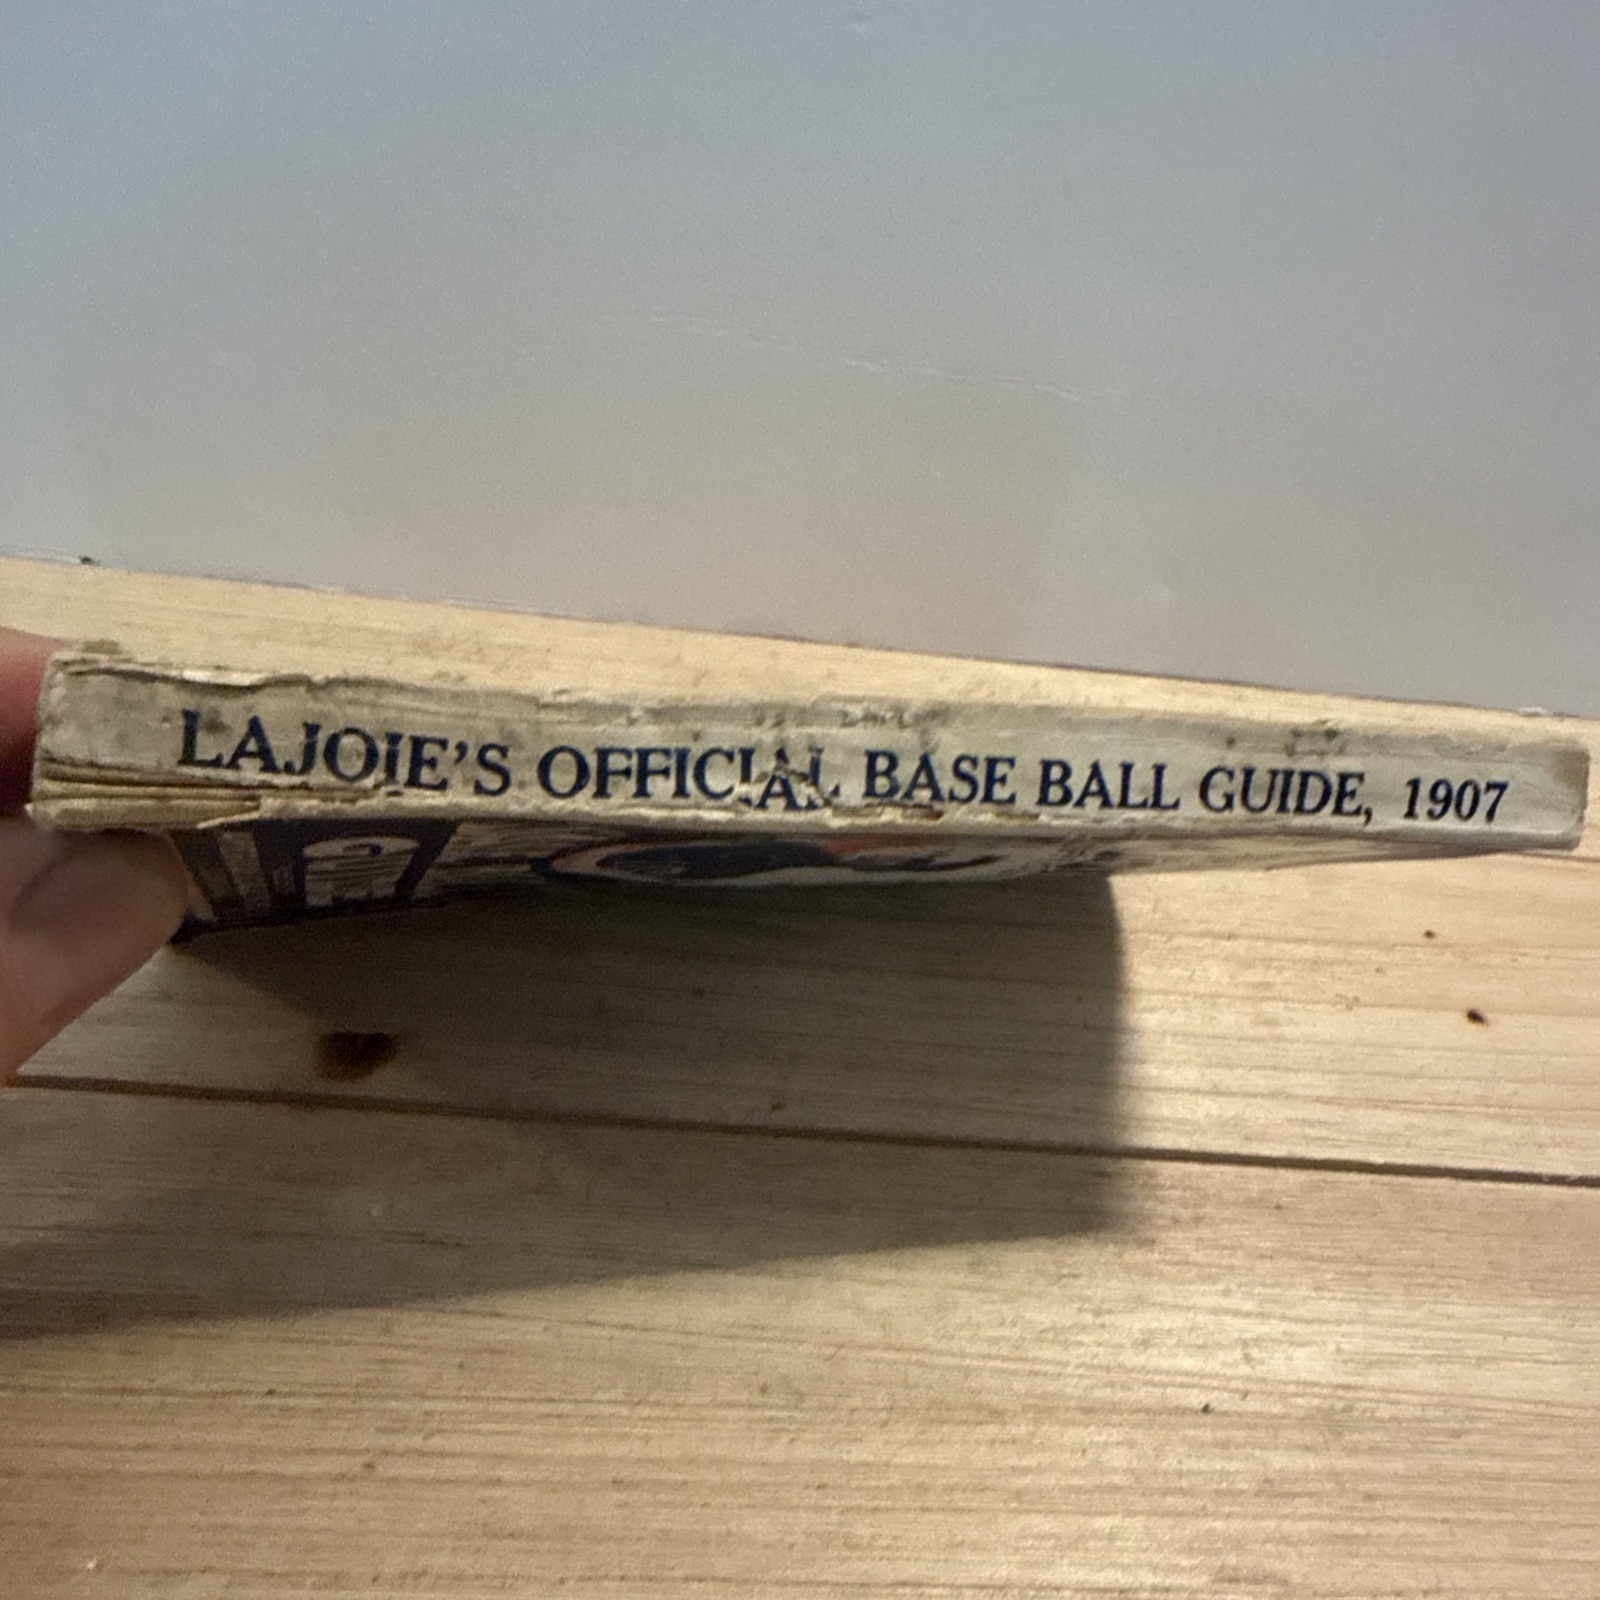 LAJOIE'S OFFICIAL BASE BALL GUIDE, 1907